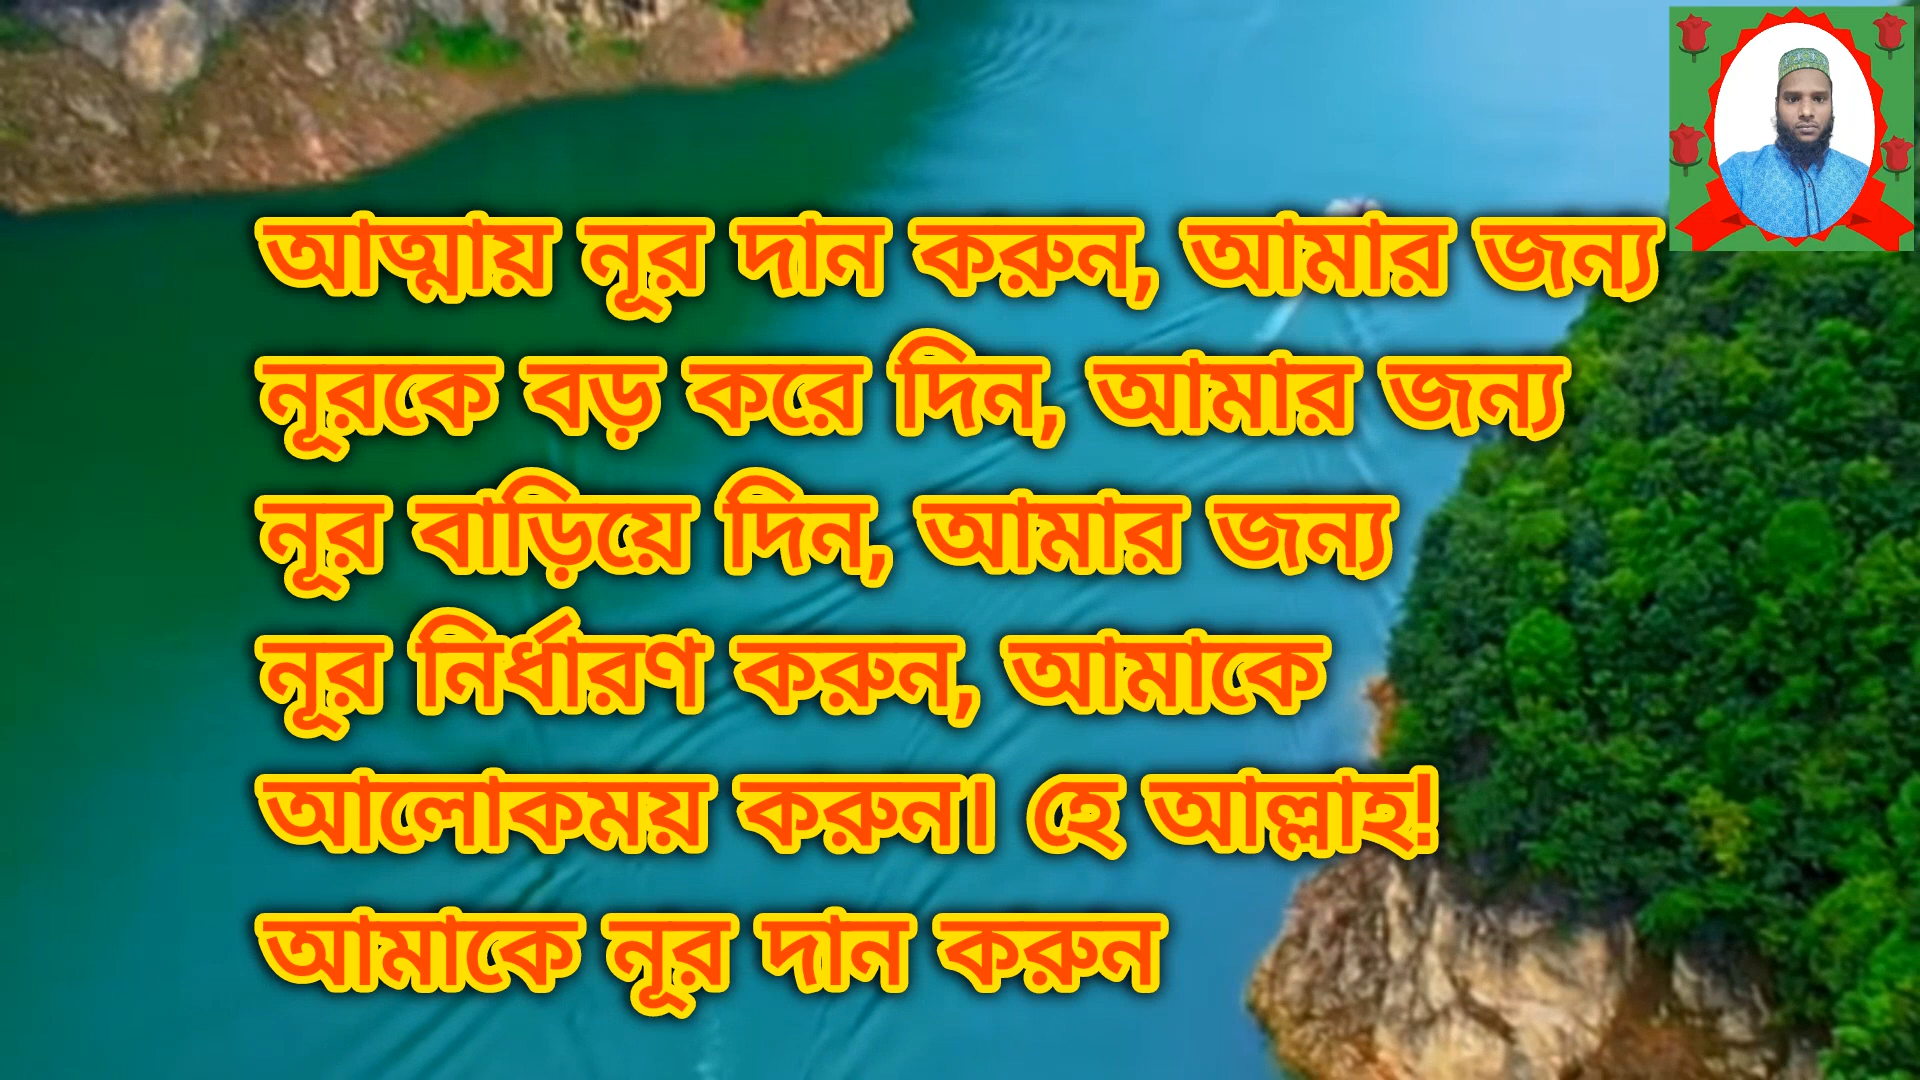 আত্মায় নূর দান করুন, আমার জন্য
নূরকে বড় করে দিন, আমার জন্য
নূর বাড়িয়ে দিন, আমার জন্য
নূর নির্ধারণ করুন, আমাকে
আলোকময় করুন। হে আল্লাহ!
আমাকে নূর দান করুন